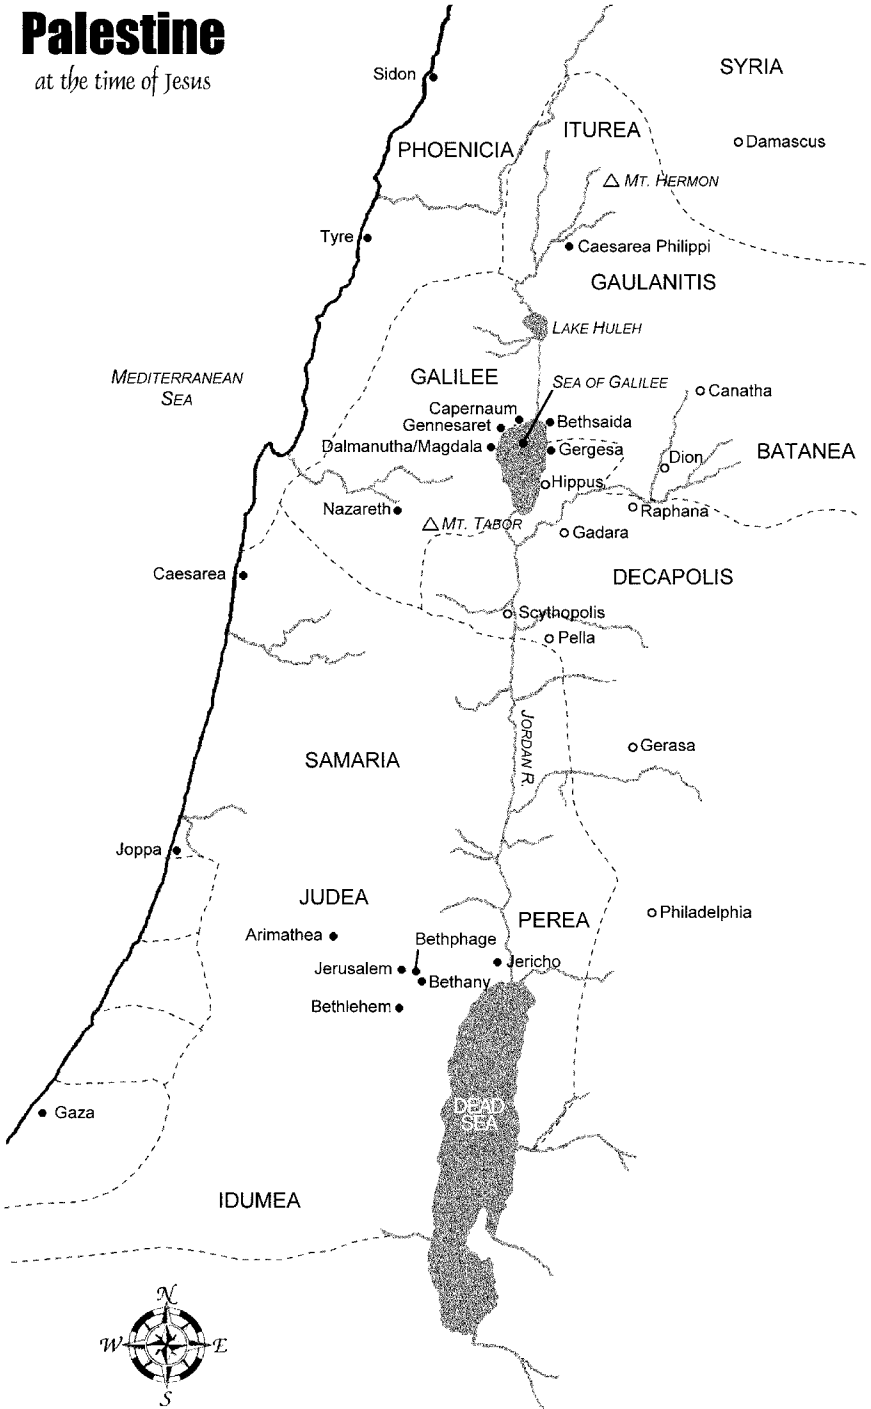 Palestine
at the time of Jesus
Sidon
SYRIA
ITUREA
PHOENICIA
Damascus
MT. HERMON
Tyre
Caesarea Philippi
GAULANITIS
LAKE HULEH
MEDITERRANEAN
SEA
GALILEE
SEA OF GALILEE
Canatha
Capernaum
Gennesaret
Bethsaida
Dalmanutha/Magdala
Gergesa
BATANEA
Dion
Hippus
Nazareth
Raphana
MT. TABOR
Gadara
Caesarea
DECAPOLIS
Scythopolis
Pella
JORDAN R.
Gerasa
SAMARIA
Joppa
JUDEA
PEREA
Philadelphia
Arimathea
Bethphage
Jericho
Jerusalem
Bethany
Bethlehem
DEAD
SEA
Gaza
IDUMEA
N
W
E
S